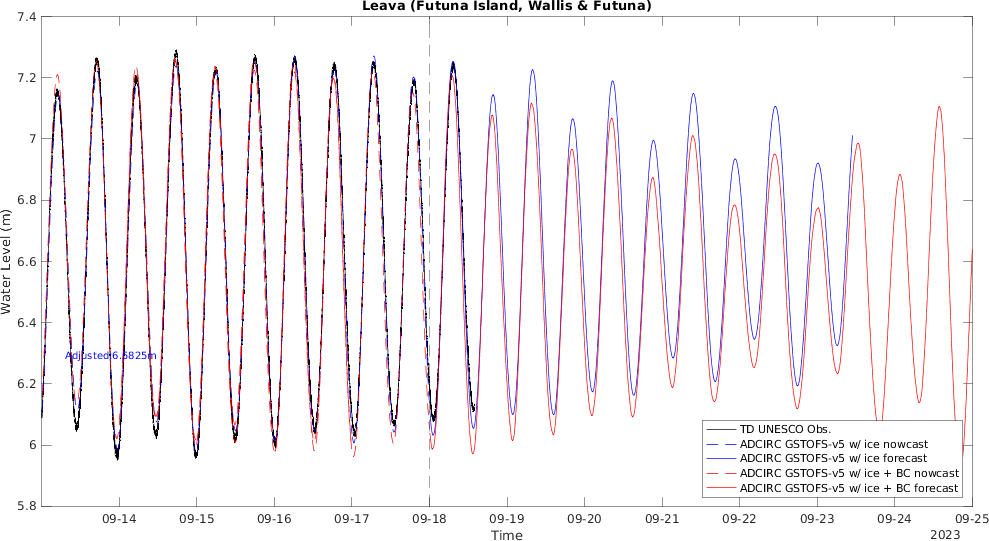 Leava (Futuna Island, Wallis & Futuna)
7.4
7.2
7
6.8
6.6
6.4
6.2
6
5.8
Water Level (m)
Adjusted:6.5825m
TD UNESCO Obs.
ADCIRC GSTOFS-v5 w/ ice nowcast
ADCIRC GSTOFS-v5 w/ ice forecast
ADCIRC GSTOFS-v5 w/ ice + BC nowcast
ADCIRC GSTOFS-v5 w/ ice + BC forecast
09-14 09-15 09-16 09-17 09-18 09-19 09-20 09-21 09-22 09-23 09-24 09-25
Time
2023